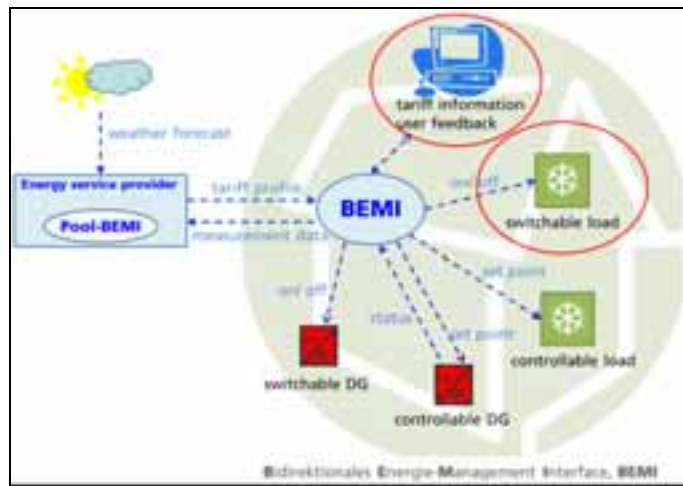 tariff information
user feedback
weather forecast
Energy service provider
Pool-BEMI
tariff profile
measurement data
BEMI
on/off
switchable load
set point
controllable load
on/ off
status
set point
switchable DG
controllable DG
Bidirektionales Energie-Management Interface, BEMI